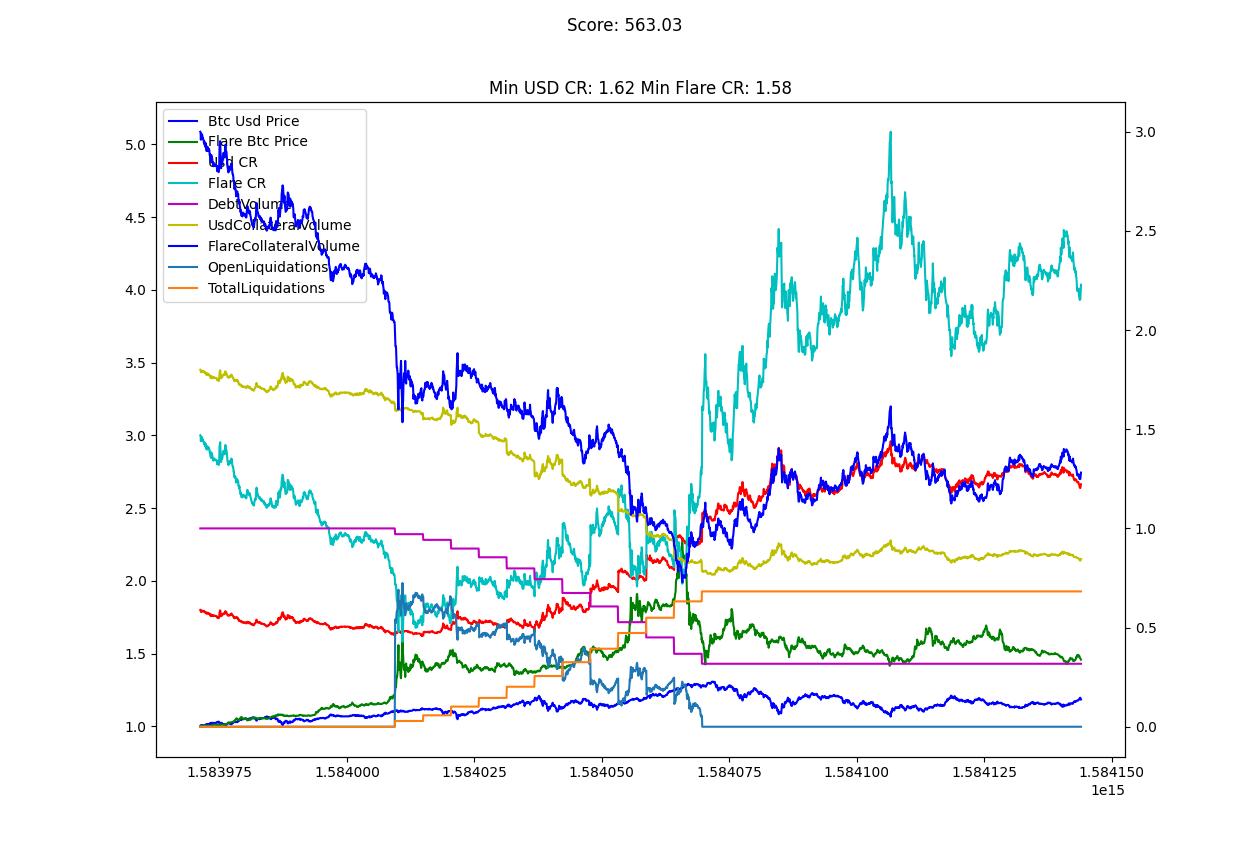 Score: 563.03
Min USD CR: 1.62 Min Flare CR: 1.58
Btc Usd Price
Flare Btc Price
Usd CR
Flare CR
DebtVolume
UsdCollateralVolume
FlareCollateralVolume
OpenLiquidations
TotalLiquidations
5.0
4.5
4.0
3.5
3.0
2.5
2.0
1.5
1.0
3.0
2.5
2.0
1.5
1.0
0.5
0.0
1.583975 1.584000 1.584025 1.584050 1.584075 1.584100 1.584125 1.584150
1e15